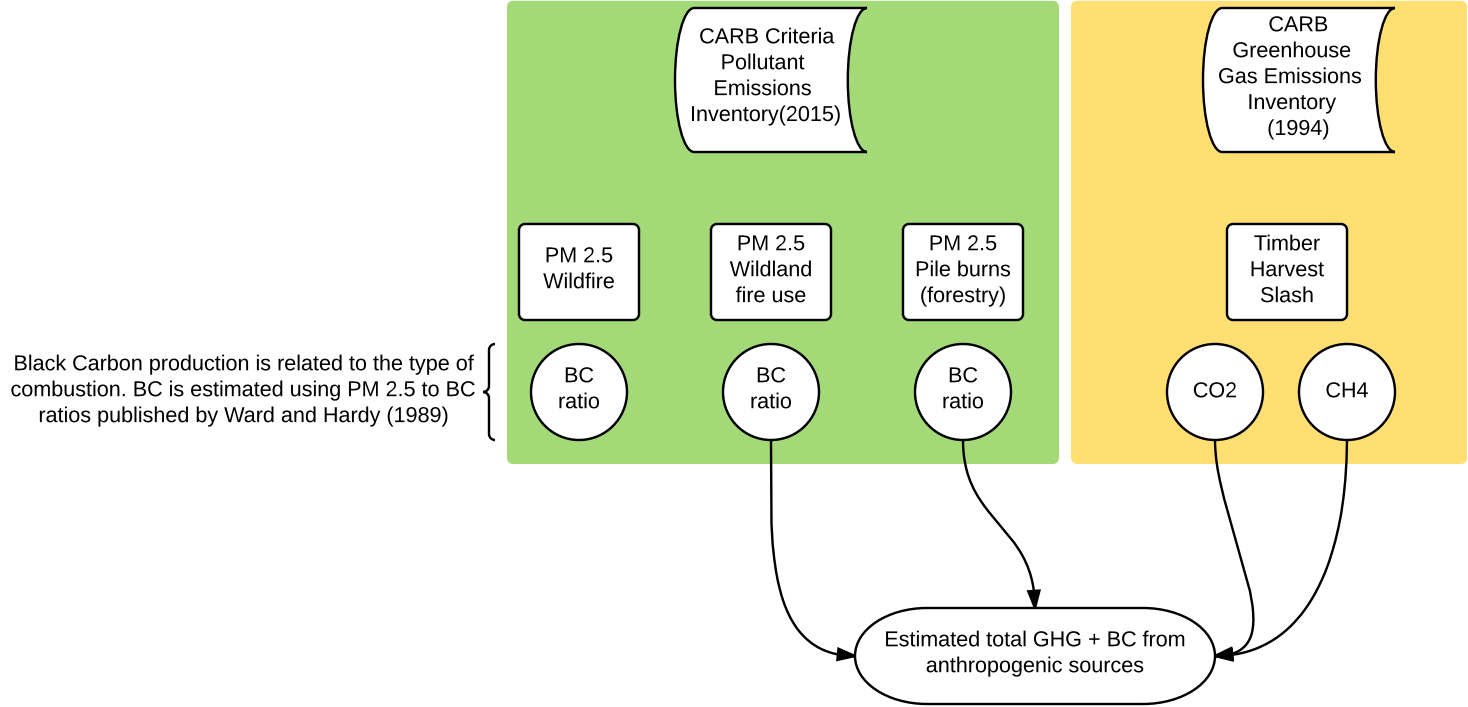 CARB Criteria
Pollutant
Emissions
Inventory(2015)
CARB
Greenhouse
Gas Emissions
Inventory
(1994)
PM 2.5
Wildfire
PM 2.5
Wildland
fire use
PM 2.5
Pile burns
(forestry)
Timber
Harvest
Slash
Black Carbon production is related to the type of
combustion. BC is estimated using PM 2.5 to BC
ratios published by Ward and Hardy (1989)
BC
ratio
BC
ratio
BC
ratio
CO2
CH4
Estimated total GHG + BC from
anthropogenic sources